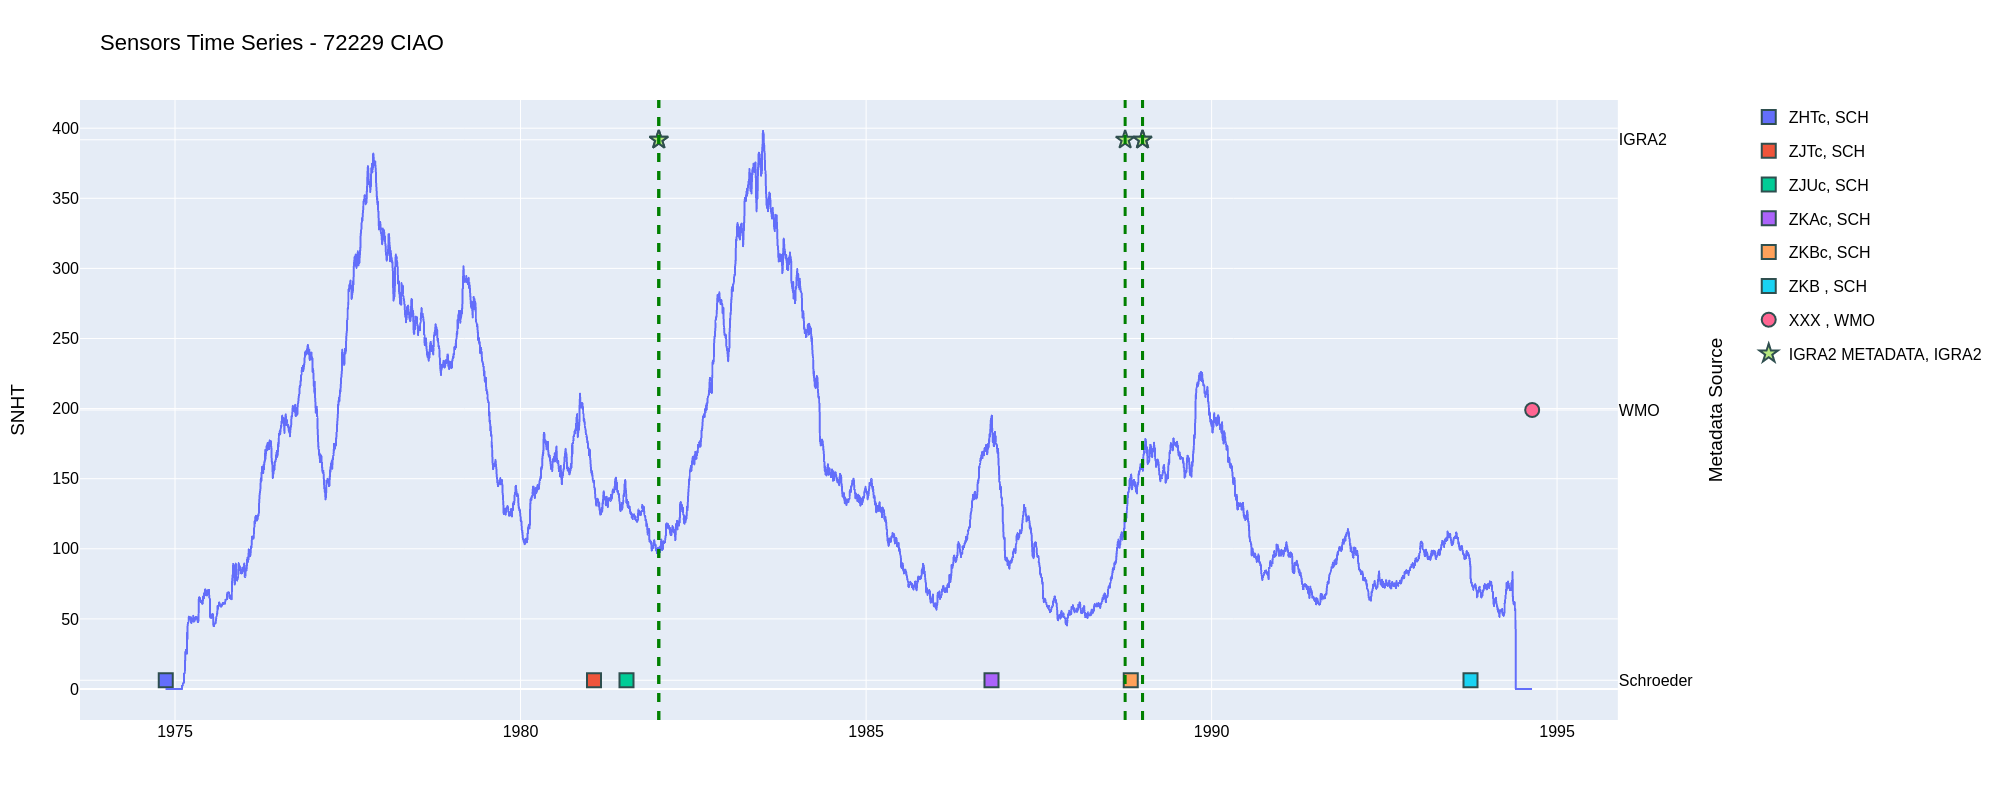 Sensors Time Series - 72229 CIAO
SNHT
400
350
300
250
200
150
100
50
0
1975
1980
1985
1990
1995
IGRA2
WMO
Schroeder
Metadata Source
ZHTc, SCH
ZJTc, SCH
ZJUc, SCH
ZKAc, SCH
ZKBc, SCH
ZKB , SCH
XXX , WMO
IGRA2 METADATA, IGRA2